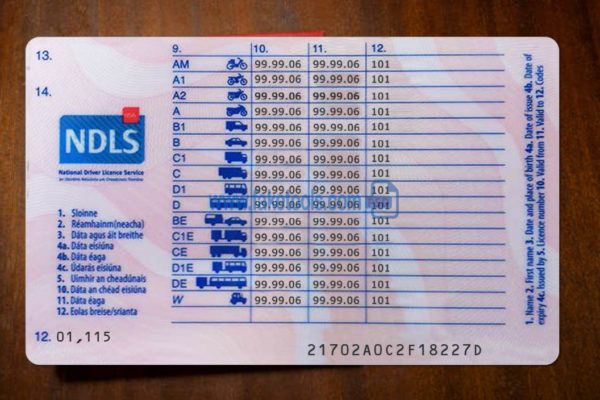 13.
14.
9. 10. 11. 12.
AM 99.99.06 99.99.06 101
A1 99.99.06 99.99.06 101
A2 99.99.06 99.99.06 101
A 99.99.06 99.99.06 101
B1 99.99.06 99.99.06 101
B 99.99.06 99.99.06 101
C1 99.99.06 99.99.06 101
C 99.99.06 99.99.06 101
D1 99.99.06 99.99.06 101
D 99.99.06 99.99.06 101
BE 99.99.06 99.99.06 101
C1E 99.99.06 99.99.06 101
CE 99.99.06 99.99.06 101
D1E 99.99.06 99.99.06 101
DE 99.99.06 99.99.06 101
W 99.99.06 99.99.06 101
RSA
NDLS
National Driver Licence Service
1. Sloinne
2. Réamhainm(neacha)
3. Dáta agus áit breithe
4a. Dáta eisiúna
4b. Dáta éaga
4c. Údarás eisiúna
5. Uimhir an cheadúnais
10. Dáta an chéad eisiúna
11. Dáta éaga
12. Eolas breise/srianta
12. 01,115
21702A0C2F18227D
1. Name 2. First name 3. Date and place of birth 4a. Date of issue 4b. Date of
expiry 4c. Issued by 5. Licence number 10. Valid from 11. Valid to 12. Codes